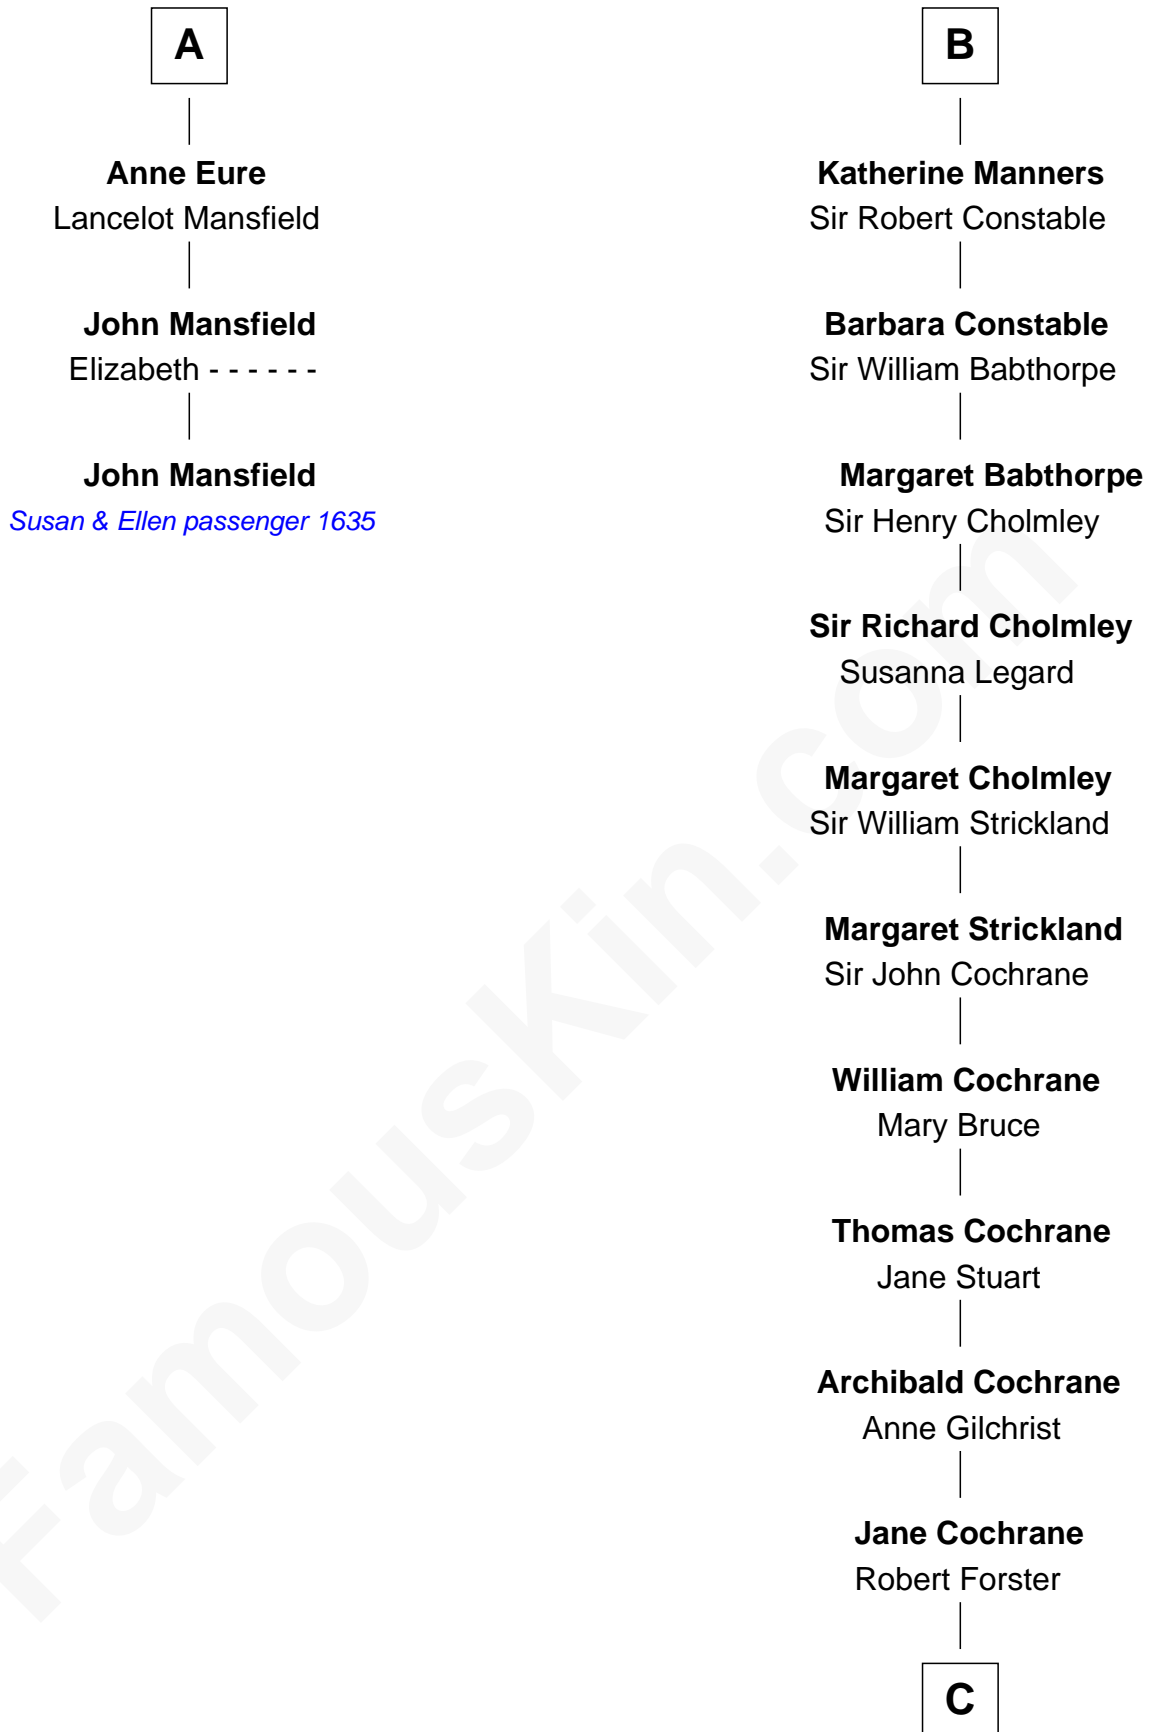 A
Anne Eure
Lancelot Mansfield
John Mansfield
Elizabeth - - - - - -
John Mansfield
Susan & Ellen passenger 1635
B
Katherine Manners
Sir Robert Constable
Barbara Constable
Sir William Babthorpe
Margaret Babthorpe
Sir Henry Cholmley
Sir Richard Cholmley
Susanna Legard
Margaret Cholmley
Sir William Strickland
Margaret Strickland
Sir John Cochrane
William Cochrane
Mary Bruce
Thomas Cochrane
Jane Stuart
Archibald Cochrane
Anne Gilchrist
Jane Cochrane
Robert Forster
C
FamousKin.com